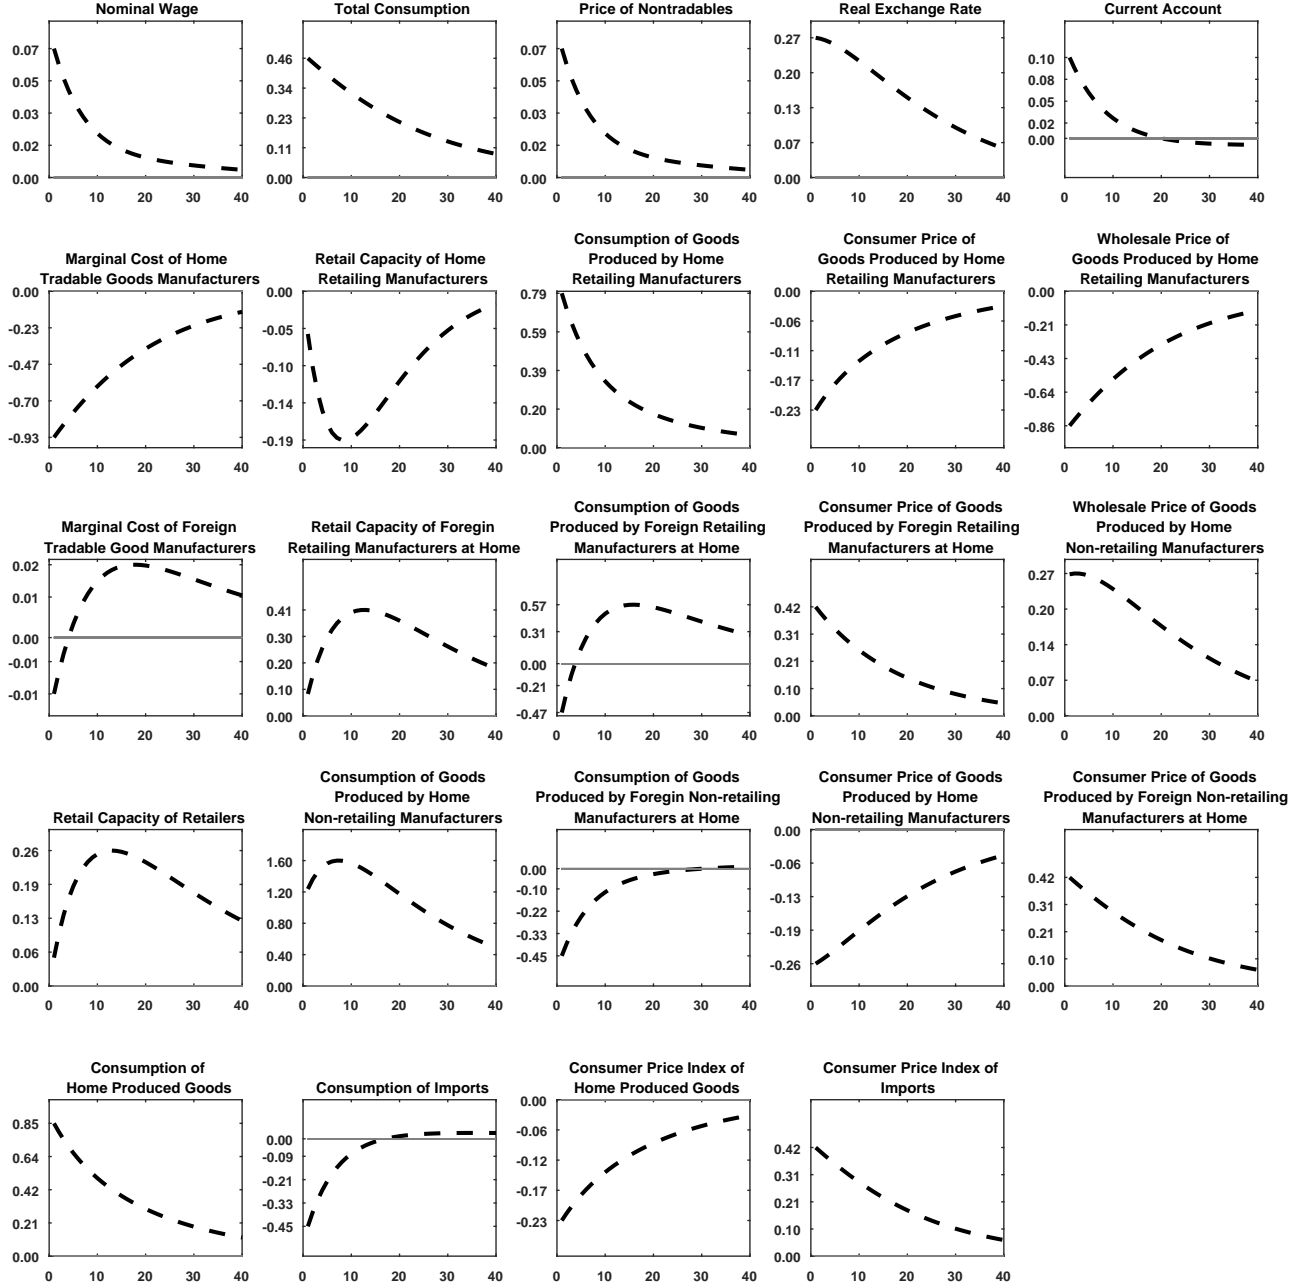 Nominal Wage
0.07
0.05
0.03
0.02
0.00
0 10 20 30 40
Total Consumption
0.46
0.34
0.23
0.11
0.00
0 10 20 30 40
Price of Nontradables
0.07
0.05
0.03
0.02
0.00
0 10 20 30 40
Real Exchange Rate
0.27
0.20
0.13
0.07
0.00
0 10 20 30 40
Current Account
0.10
0.08
0.05
0.02
0.00
0 10 20 30 40
Marginal Cost of Home
Tradable Goods Manufacturers
0.00
-0.23
-0.47
-0.70
-0.93
0 10 20 30 40
Retail Capacity of Home
Retailing Manufacturers
0.00
-0.05
-0.10
-0.14
-0.19
0 10 20 30 40
Consumption of Goods
Produced by Home
Retailing Manufacturers
0.79
0.59
0.39
0.20
0.00
0 10 20 30 40
Consumer Price of
Goods Produced by Home
Retailing Manufacturers
0.00
-0.06
-0.11
-0.17
-0.23
0 10 20 30 40
Wholesale Price of
Goods Produced by Home
Retailing Manufacturers
0.00
-0.21
-0.43
-0.64
-0.86
0 10 20 30 40
Marginal Cost of Foreign
Tradable Good Manufacturers
0.02
0.01
0.00
-0.01
-0.01
0 10 20 30 40
Retail Capacity of Foregin
Retailing Manufacturers at Home
0.41
0.30
0.20
0.10
0.00
0 10 20 30 40
Consumption of Goods
Produced by Foreign Retailing
Manufacturers at Home
0.57
0.31
0.00
-0.21
-0.47
0 10 20 30 40
Consumer Price of Goods
Produced by Foregin Retailing
Manufacturers at Home
0.42
0.31
0.21
0.10
0.00
0 10 20 30 40
Wholesale Price of Goods
Produced by Home
Non-retailing Manufacturers
0.27
0.20
0.14
0.07
0.00
0 10 20 30 40
Retail Capacity of Retailers
0.26
0.19
0.13
0.06
0.00
0 10 20 30 40
Consumption of Goods
Produced by Home
Non-retailing Manufacturers
1.60
1.20
0.80
0.40
0.00
0 10 20 30 40
Consumption of Goods
Produced by Foregin Non-retailing
Manufacturers at Home
0.00
-0.10
-0.22
-0.33
-0.45
0 10 20 30 40
Consumer Price of Goods
Produced by Home
Non-retailing Manufacturers
0.00
-0.06
-0.13
-0.19
-0.26
0 10 20 30 40
Consumer Price of Goods
Produced by Foreign Non-retailing
Manufacturers at Home
0.42
0.31
0.21
0.10
0.00
0 10 20 30 40
Consumption of
Home Produced Goods
0.85
0.64
0.42
0.21
0.00
0 10 20 30 40
Consumption of Imports
0.00
-0.09
-0.21
-0.33
-0.45
0 10 20 30 40
Consumer Price Index of
Home Produced Goods
0.00
-0.06
-0.12
-0.17
-0.23
0 10 20 30 40
Consumer Price Index of
Imports
0.42
0.31
0.21
0.10
0.00
0 10 20 30 40